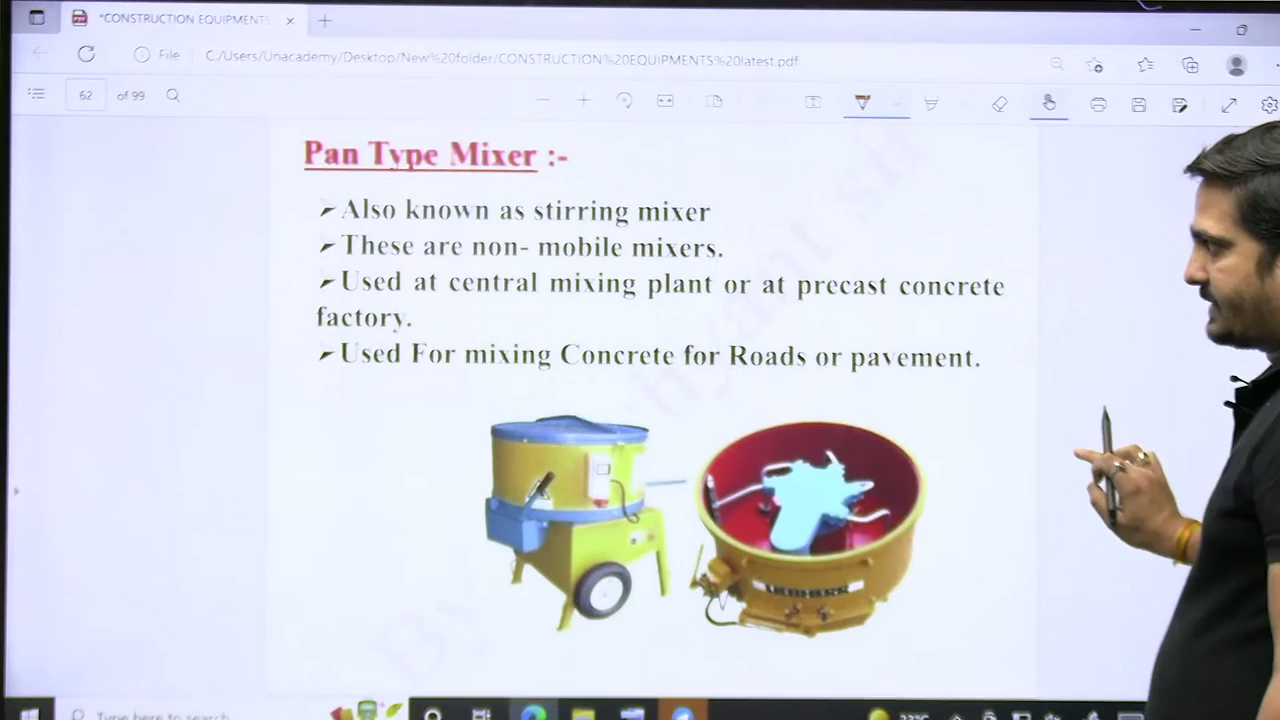 *CONSTRUCTION EQUIPMENTS
File C:/Users/Unacademy/Desktop/New%20folder/CONSTRUCTION%20EQUIPMENTS%20latest.pdf
62 of 99
Pan Type Mixer :-
➢Also known as stirring mixer
➢These are non- mobile mixers.
➢Used at central mixing plant or at precast concrete
factory.
➢Used For mixing Concrete for Roads or pavement.
LIEBHERR
Type here to search